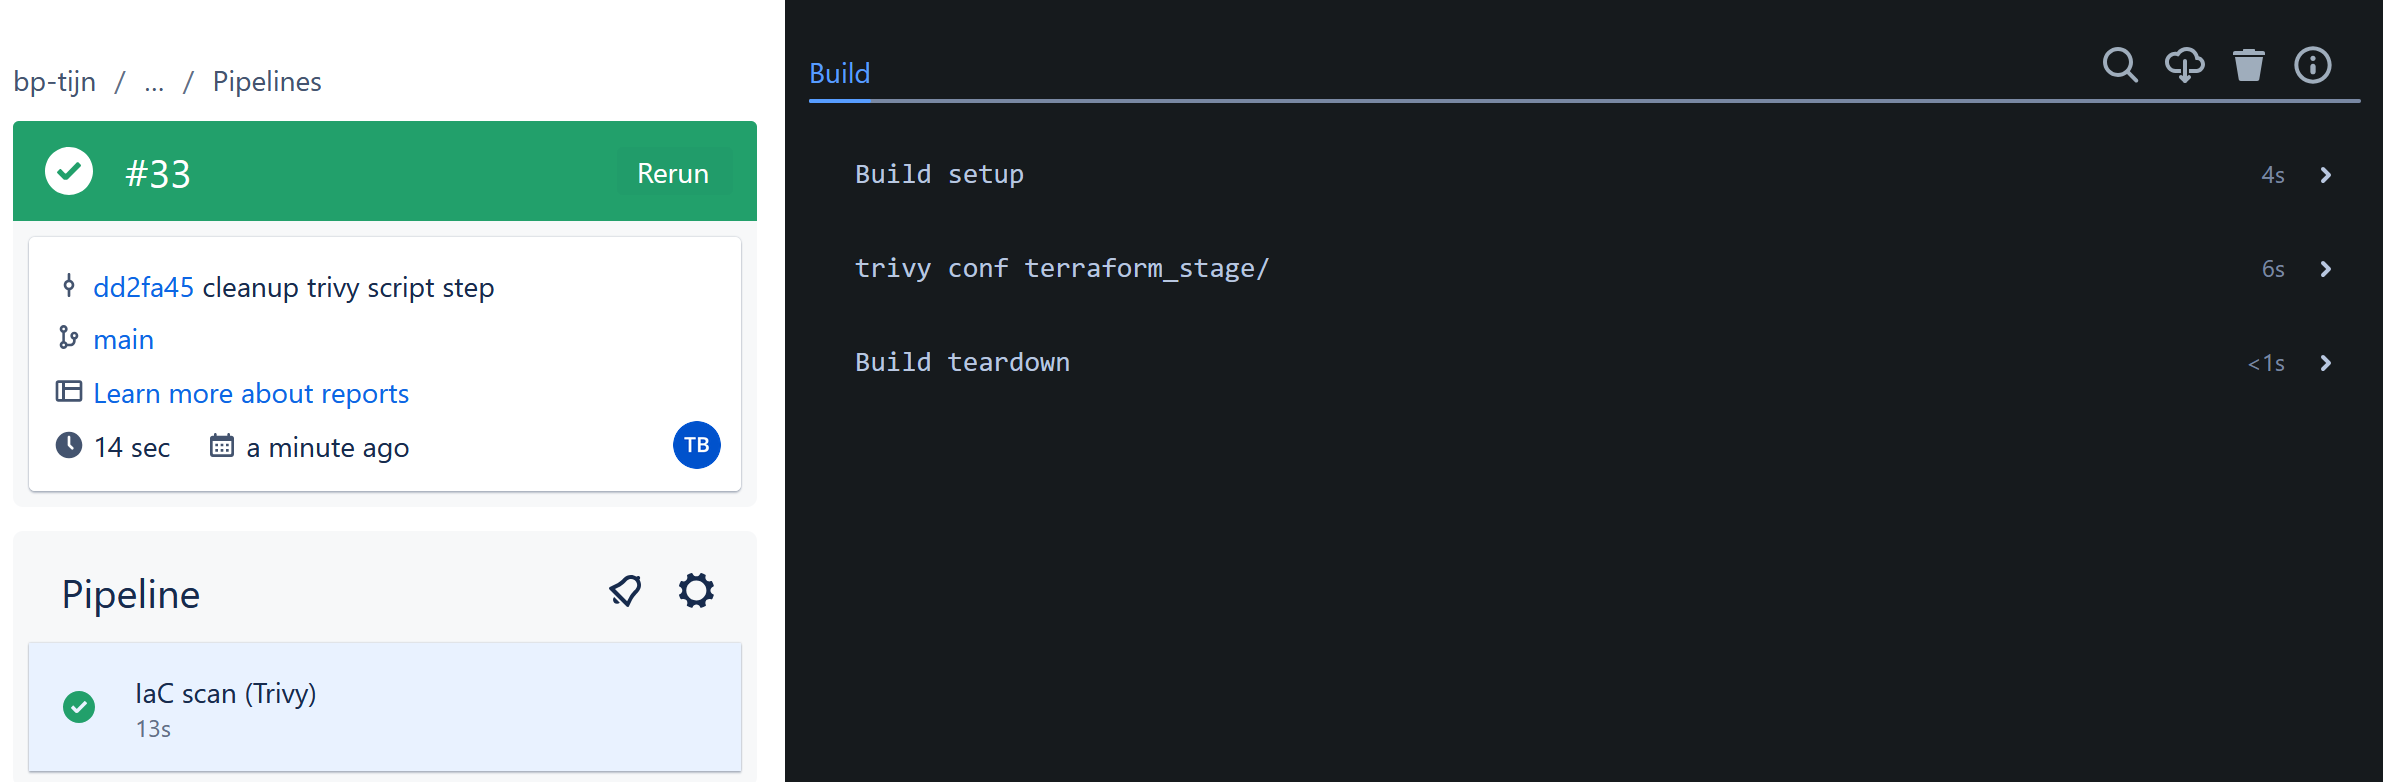 bp-tijn / ... / Pipelines
#33
Rerun
dd2fa45 cleanup trivy script step
main
Learn more about reports
14 sec a minute ago
TB
Pipeline
IaC scan (Trivy)
13s
Build
Build setup 4s
trivy conf terraform_stage/ 6s
Build teardown <1s